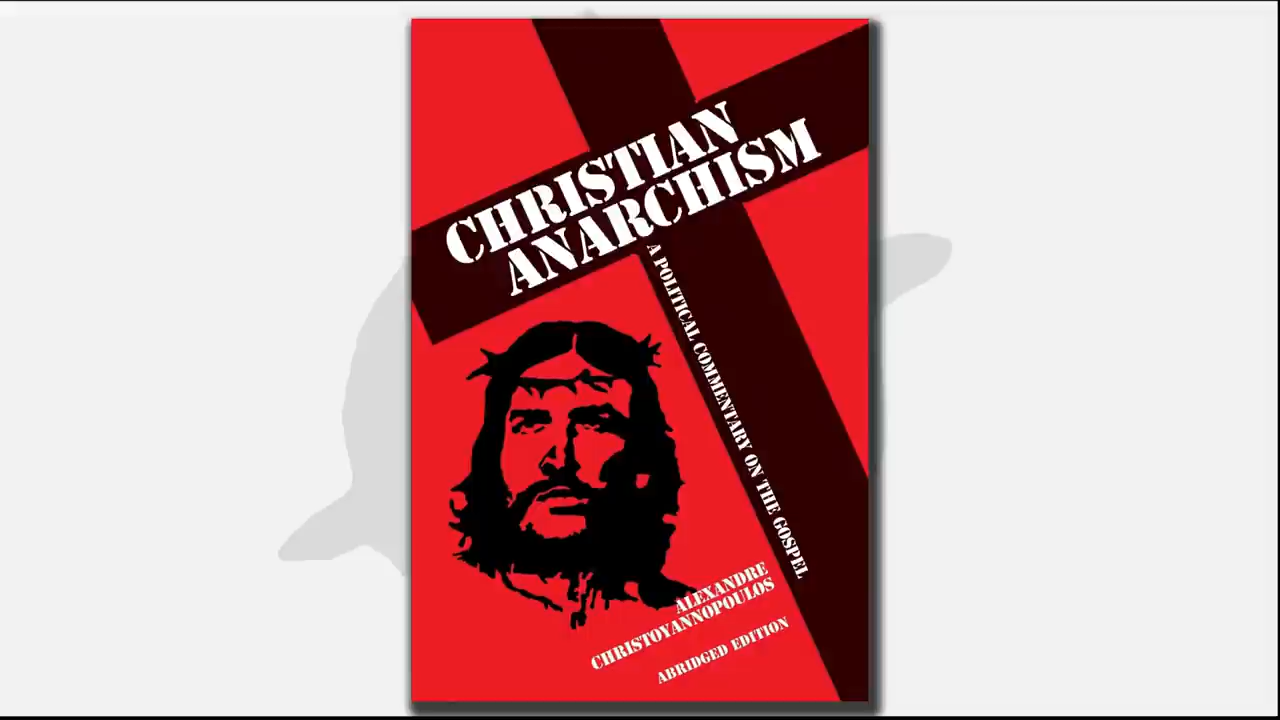 CHRISTIAN
ANARCHISM
A POLITICAL COMMENTARY ON THE GOSPEL
ALEXANDRE
CHRISTOYANNOPOULOS
ABRIDGED EDITION